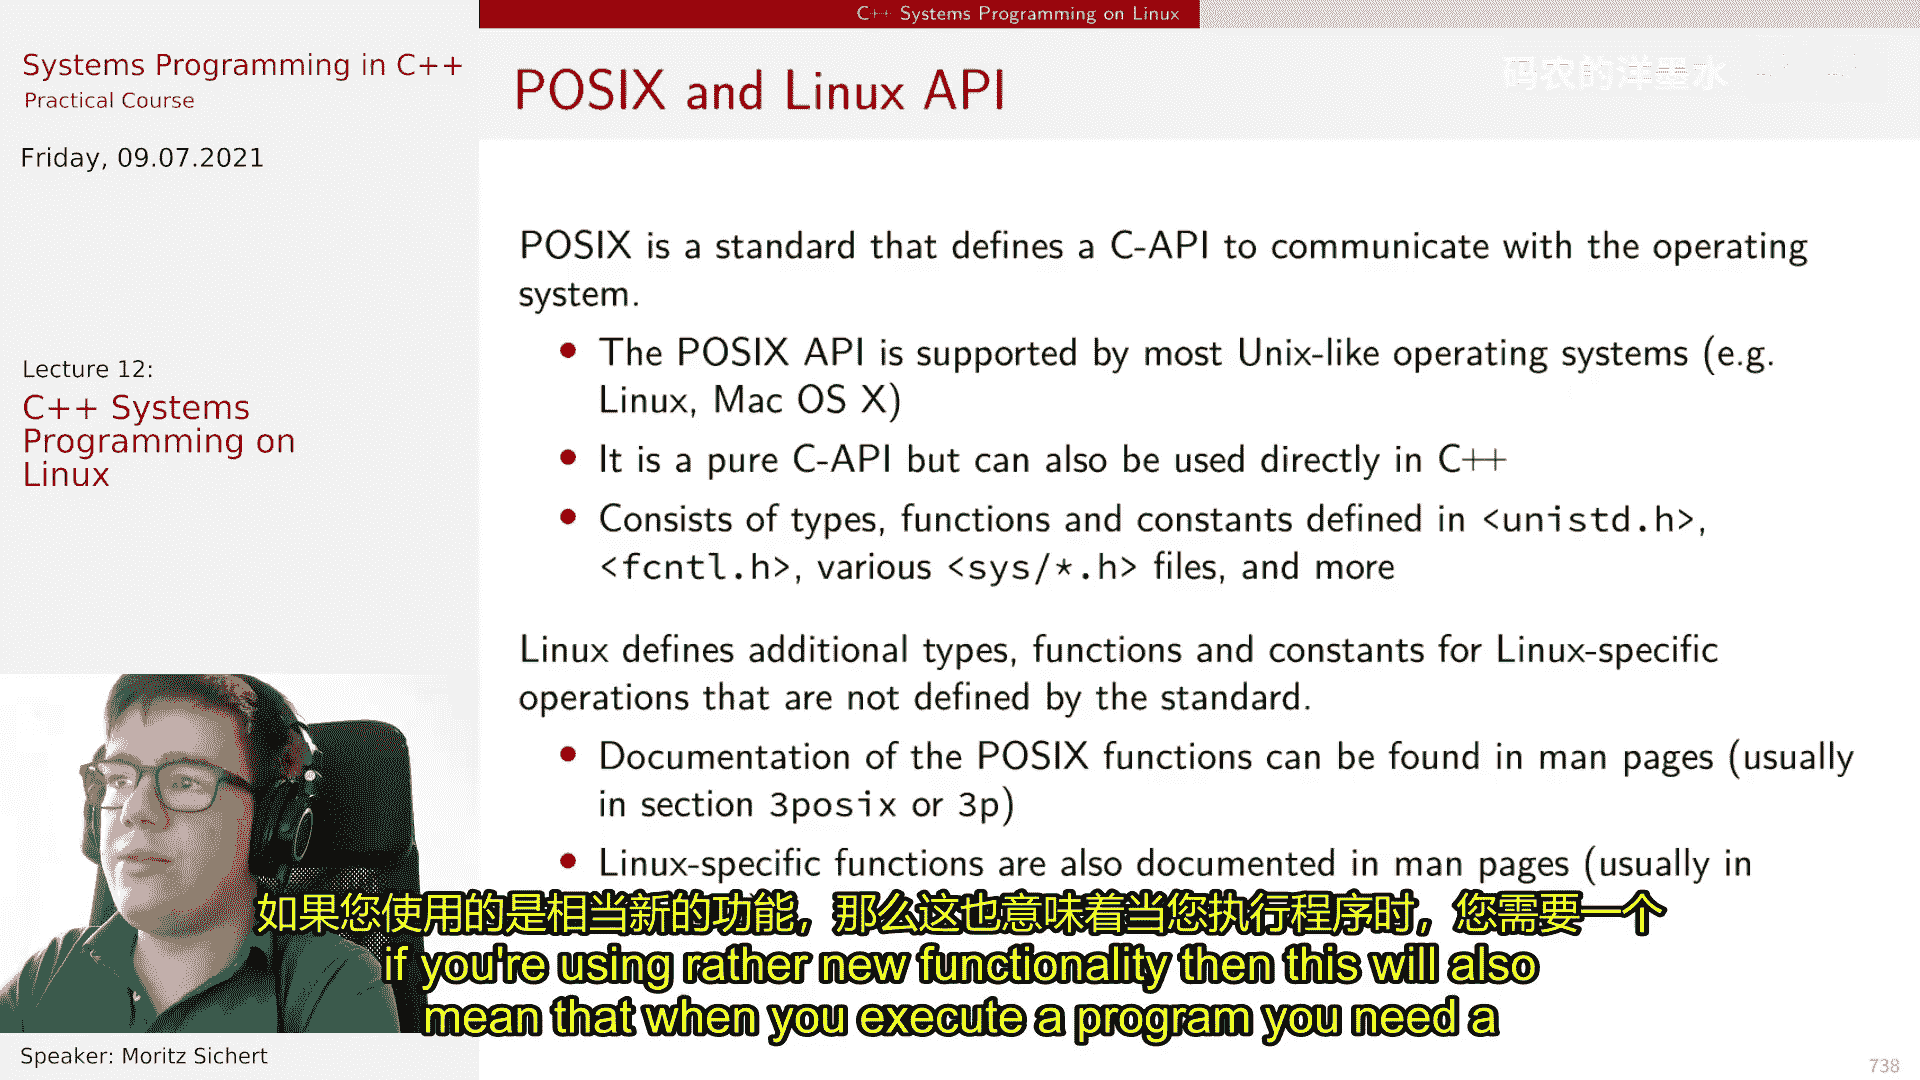 C++ Systems Programming on Linux
Systems Programming in C++
Practical Course
Friday, 09.07.2021
POSIX and Linux API
码农的洋墨水
POSIX is a standard that defines a C-API to communicate with the operating
system.
• The POSIX API is supported by most Unix-like operating systems (e.g.
Linux, Mac OS X)
• It is a pure C-API but can also be used directly in C++
• Consists of types, functions and constants defined in <unistd.h>,
<fcntl.h>, various <sys/*.h> files, and more
Linux defines additional types, functions and constants for Linux-specific
operations that are not defined by the standard.
• Documentation of the POSIX functions can be found in man pages (usually
in section 3posix or 3p)
• Linux-specific functions are also documented in man pages (usually in
Lecture 12:
C++ Systems
Programming on
Linux
如果您使用的是相当新的功能，那么这也意味着当您执行程序时，您需要一个
if you're using rather new functionality then this will also
mean that when you execute a program you need a
Speaker: Moritz Sichert
738